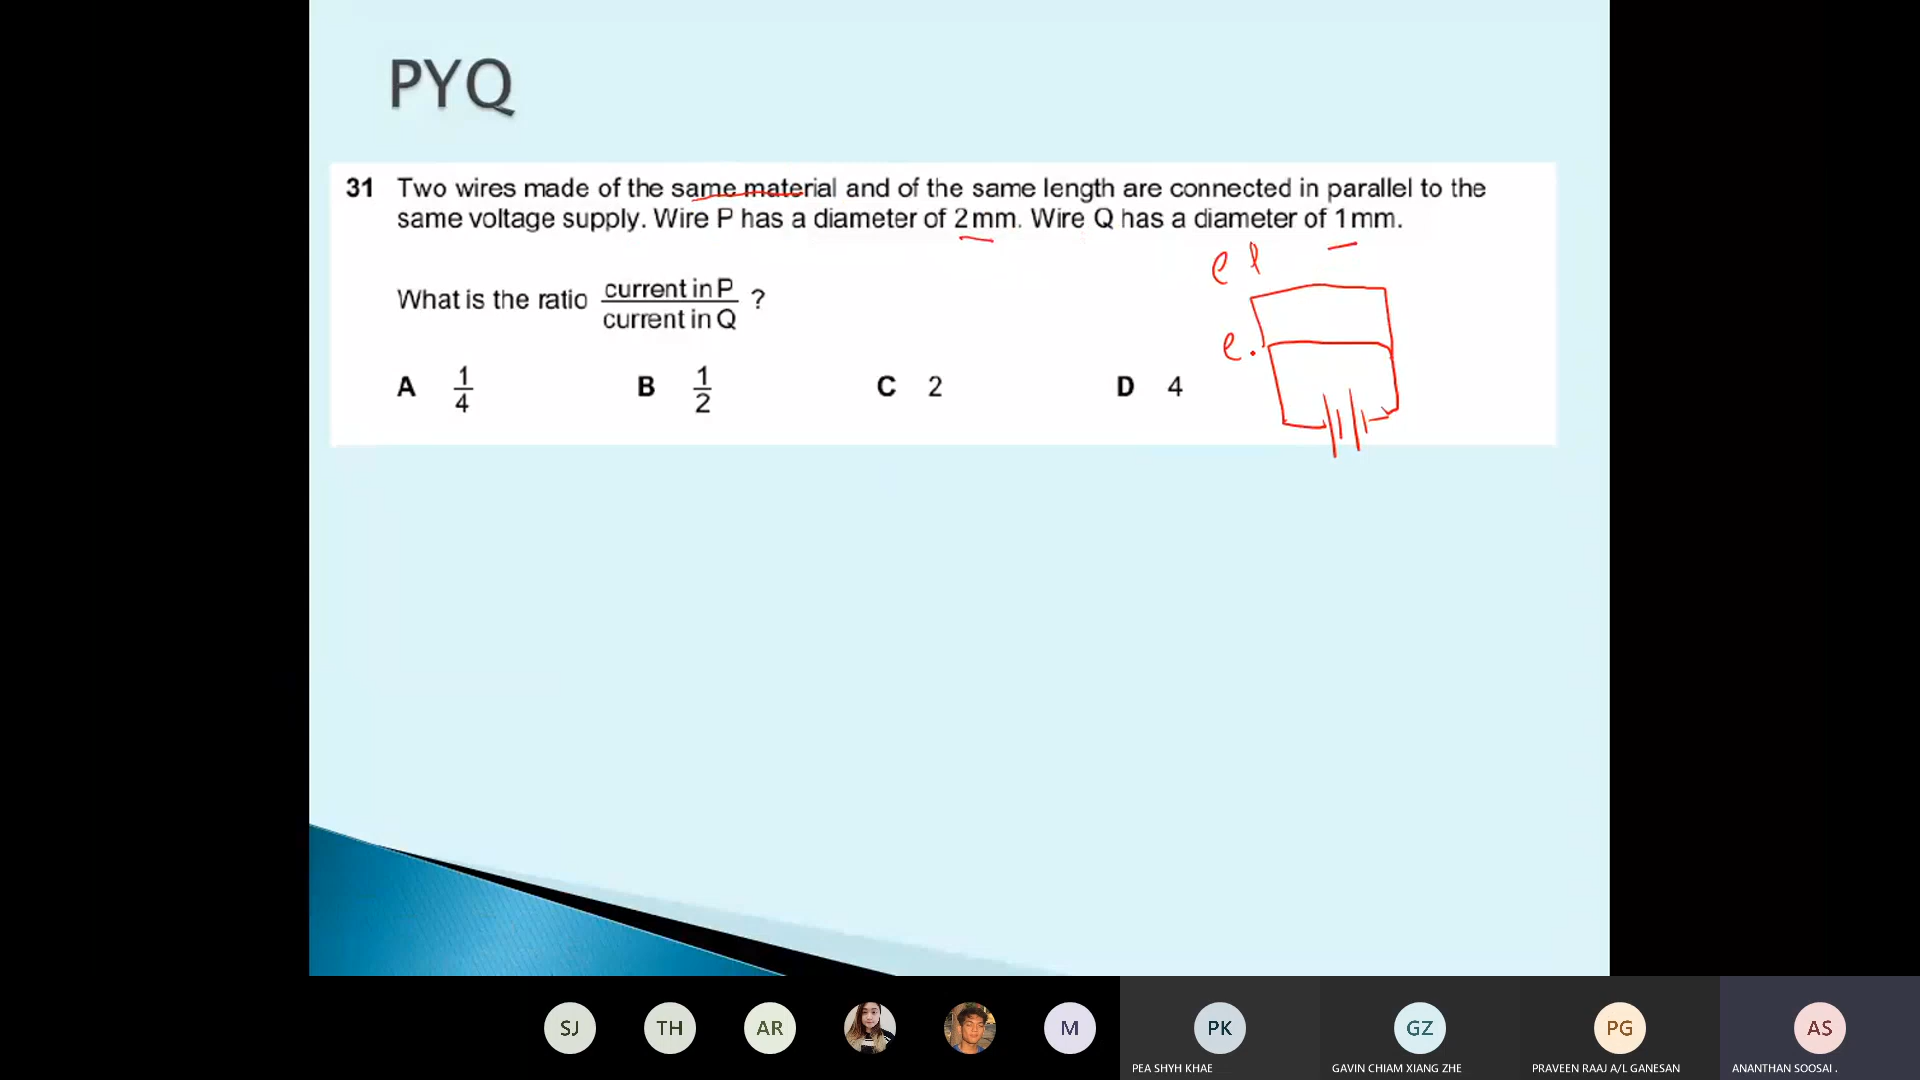 PYQ
31 Two wires made of the same material and of the same length are connected in parallel to the
same voltage supply. Wire P has a diameter of 2 mm. Wire Q has a diameter of 1 mm.
What is the ratio current in P / current in Q ?
A 1/4 B 1/2 C 2 D 4
e l
e .
SJ TH AR M PK GZ PG AS
PEA SHYH KHAE GAVIN CHIAM XIANG ZHE PRAVEEN RAAJ A/L GANESAN ANANTHAN SOOSAI .